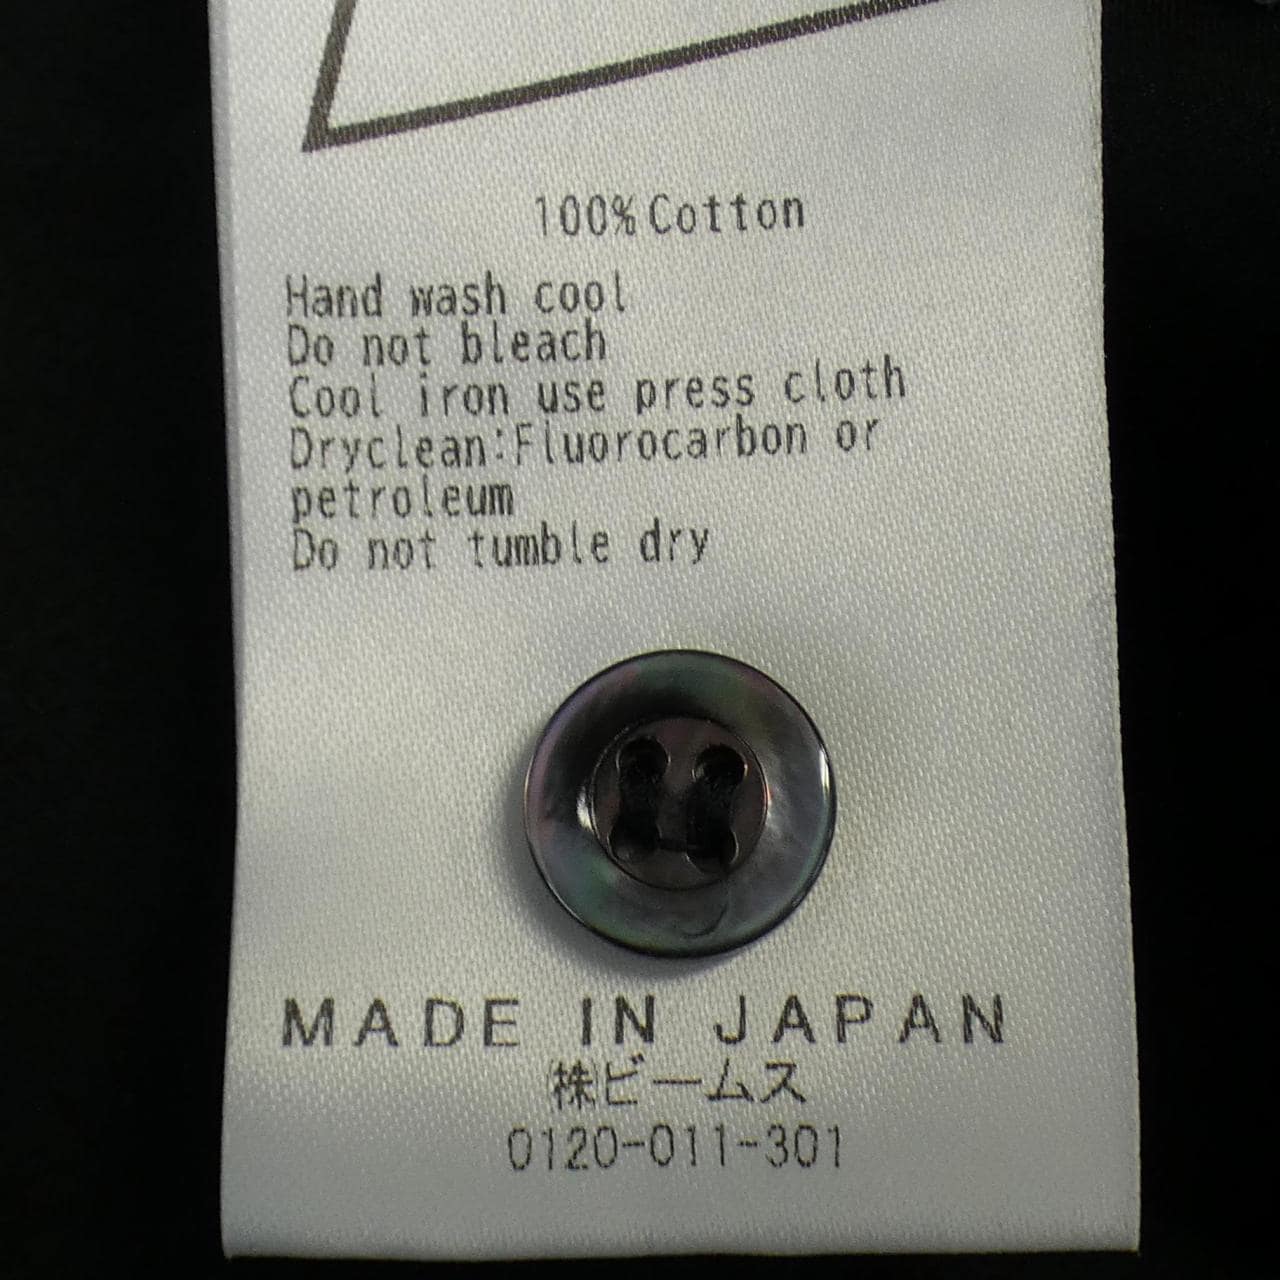 100%Cotton
Hand wash cool
Do not bleach
Cool iron use press cloth
Dryclean:Fluorocarbon or
petroleum
Do not tumble dry
MADE IN JAPAN
㈱ビームス
0120-011-301